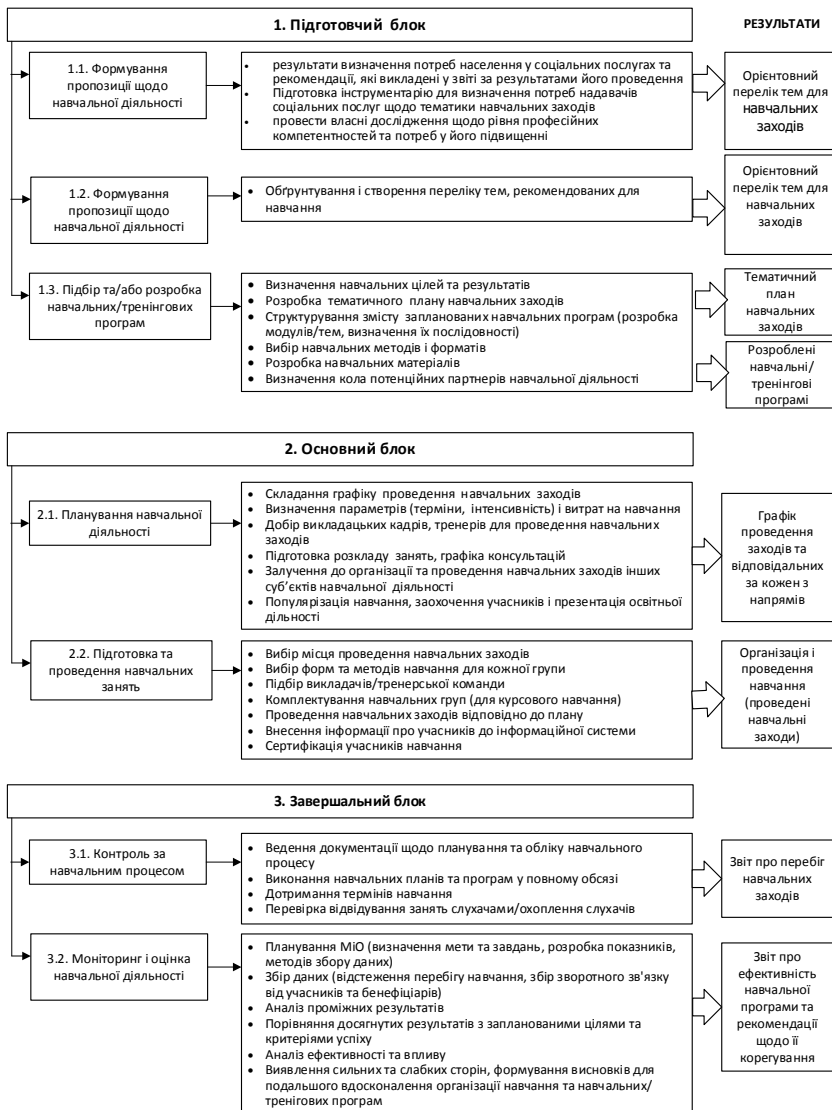 1. Підготовчий блок
РЕЗУЛЬТАТИ
1.1. Формування
пропозиції щодо
навчальної діяльності
• результати визначення потреб населення у соціальних послугах та
рекомендації, які викладені у звіті за результатами його проведення
• Підготовка інструментарію для визначення потреб надавачів
соціальних послуг щодо тематики навчальних заходів
• провести власні дослідження щодо рівня професійних
компетентностей та потреб у його підвищенні
Орієнтовний
перелік тем для
навчальних
заходів
1.2. Формування
пропозиції щодо
навчальної діяльності
• Обґрунтування і створення переліку тем, рекомендованих для
навчання
Орієнтовний
перелік тем для
навчальних
заходів
1.3. Підбір та/або розробка
навчальних/тренінгових
програм
• Визначення навчальних цілей та результатів
• Розробка тематичного плану навчальних заходів
• Структурування змісту запланованих навчальних програм (розробка
модулів/тем, визначення їх послідовності)
• Вибір навчальних методів і форматів
• Розробка навчальних матеріалів
• Визначення кола потенційних партнерів навчальної діяльності
Тематичний
план
навчальних
заходів
Розроблені
навчальні/
тренінгові
програмі
2. Основний блок
2.1. Планування навчальної
діяльності
• Складання графіку проведення навчальних заходів
• Визначення параметрів (терміни, інтенсивність) і витрат на навчання
• Добір викладацьких кадрів, тренерів для проведення навчальних
заходів
• Підготовка розкладу занять, графіка консультацій
• Залучення до організації та проведення навчальних заходів інших
суб'єктів навчальної діяльності
• Популяризація навчання, заохочення учасників і презентація освітньої
дільності
Графік
проведення
заходів та
відповідальних
за кожен з
напрямів
2.2. Підготовка та
проведення навчальних
занять
• Вибір місця проведення навчальних заходів
• Вибір форм та методів навчання для кожної групи
• Підбір викладачів/тренерської команди
• Комплектування навчальних груп (для курсового навчання)
• Проведення навчальних заходів відповідно до плану
• Внесення інформації про учасників до інформаційної системи
• Сертифікація учасників навчання
Організація і
проведення
навчання
(проведені
навчальні
заходи)
3. Завершальний блок
3.1. Контроль за
навчальним процесом
• Ведення документації щодо планування та обліку навчального
процесу
• Виконання навчальних планів та програм у повному обсязі
• Дотримання термінів навчання
• Перевірка відвідування занять слухачами/охоплення слухачів
Звіт про перебіг
навчальних
заходів
3.2. Моніторинг і оцінка
навчальної діяльності
• Планування МіО (визначення мети та завдань, розробка показників,
методів збору даних)
• Збір даних (відстеження перебігу навчання, збір зворотного зв'язку
від учасників та бенефіціарів)
• Аналіз проміжних результатів
• Порівняння досягнутих результатів з запланованими цілями та
критеріями успіху
• Аналіз ефективності та впливу
• Виявлення сильних та слабких сторін, формування висновків для
подальшого вдосконалення організації навчання та навчальних/
тренігових програм
Звіт про
ефективність
навчальної
програми та
рекомендації
щодо її
корегування